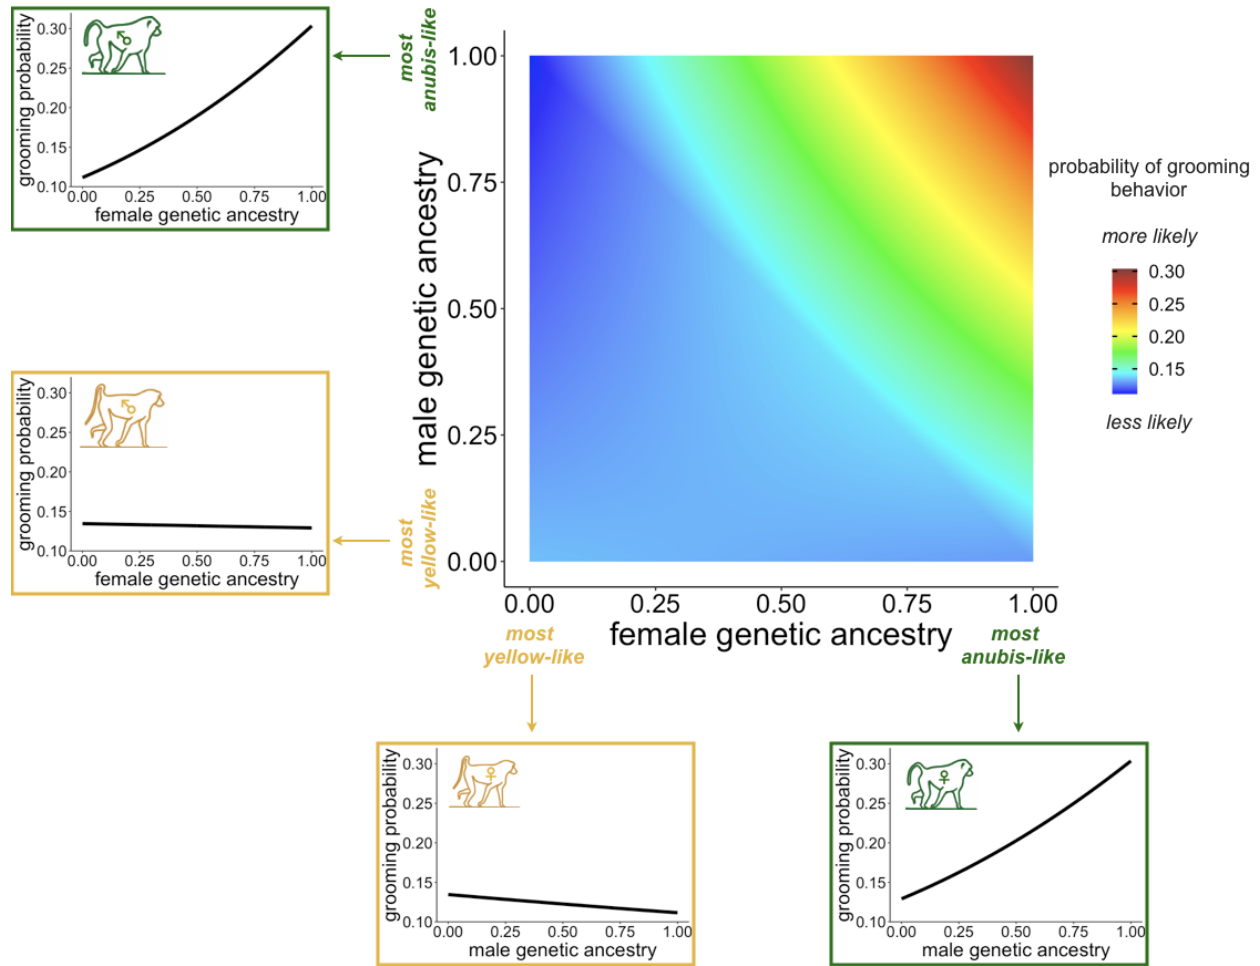 grooming probability
0.30
0.25
0.20
0.15
0.10
0.00 0.25 0.50 0.75 1.00
female genetic ancestry
most
anubis-like
grooming probability
0.30
0.25
0.20
0.15
0.10
0.00 0.25 0.50 0.75 1.00
female genetic ancestry
most
yellow-like
male genetic ancestry
1.00
0.75
0.50
0.25
0.00
0.00 0.25 0.50 0.75 1.00
female genetic ancestry
most
yellow-like
most
anubis-like
probability of grooming
behavior
more likely
0.30
0.25
0.20
0.15
less likely
grooming probability
0.30
0.25
0.20
0.15
0.10
0.00 0.25 0.50 0.75 1.00
male genetic ancestry
grooming probability
0.30
0.25
0.20
0.15
0.10
0.00 0.25 0.50 0.75 1.00
male genetic ancestry